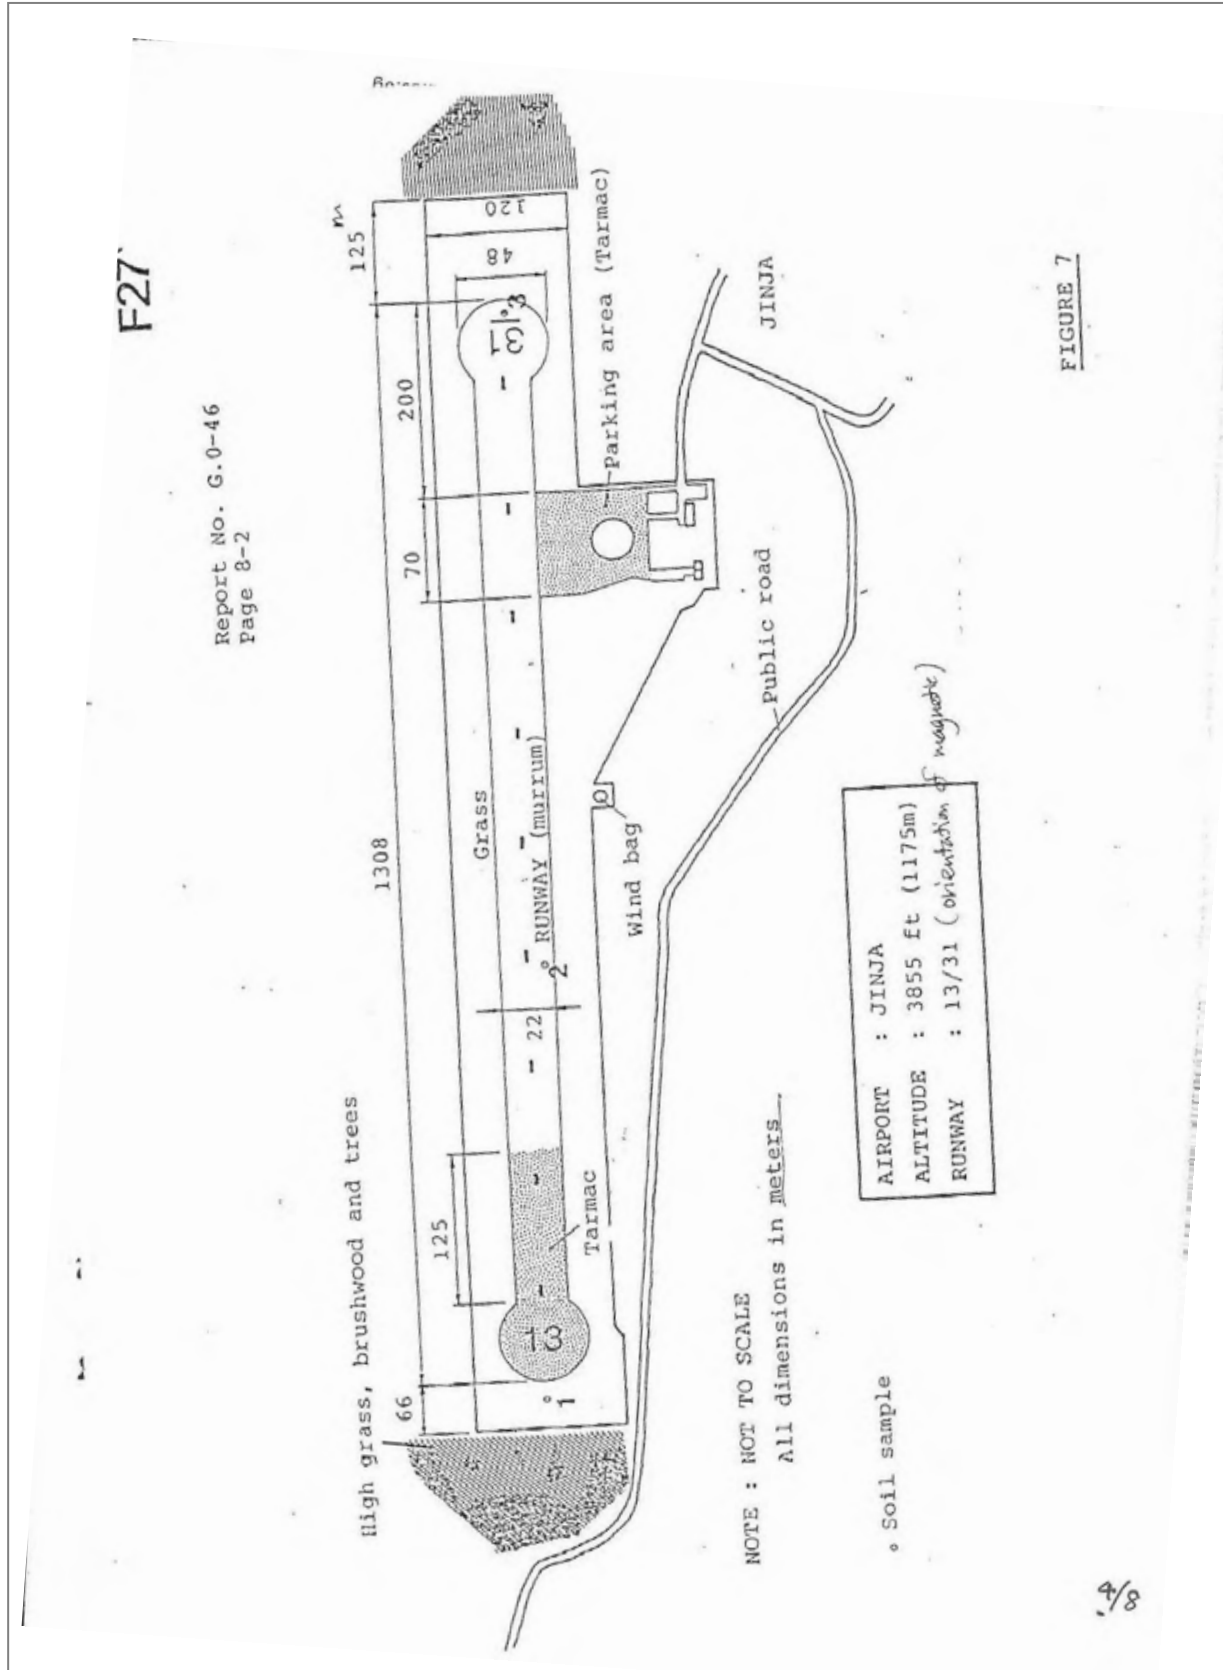 F27
Report No. G.0-46
Page 8-2
High grass, brushwood and trees
66
1308
125 m
125
70
200
Grass
120
48
13
31
3
22
2
RUNWAY (murrum)
1
Tarmac
Wind bag
Parking area (Tarmac)
Public road
JINJA
NOTE : NOT TO SCALE
All dimensions in meters
AIRPORT : JINJA
ALTITUDE : 3855 ft (1175m)
RUNWAY : 13/31 (orientation of magnetic)
Soil sample
FIGURE 7
4/8